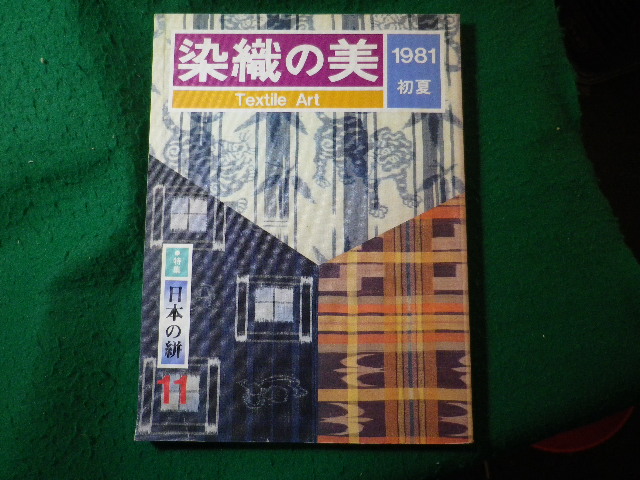 染織の美
Textile Art
1981
初夏
●特集
日本の絣
11